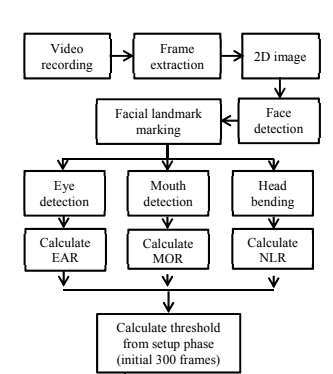 Video
recording
Frame
extraction
2D image
Face
detection
Facial landmark
marking
Eye
detection
Mouth
detection
Head
bending
Calculate
EAR
Calculate
MOR
Calculate
NLR
Calculate threshold
from setup phase
(initial 300 frames)